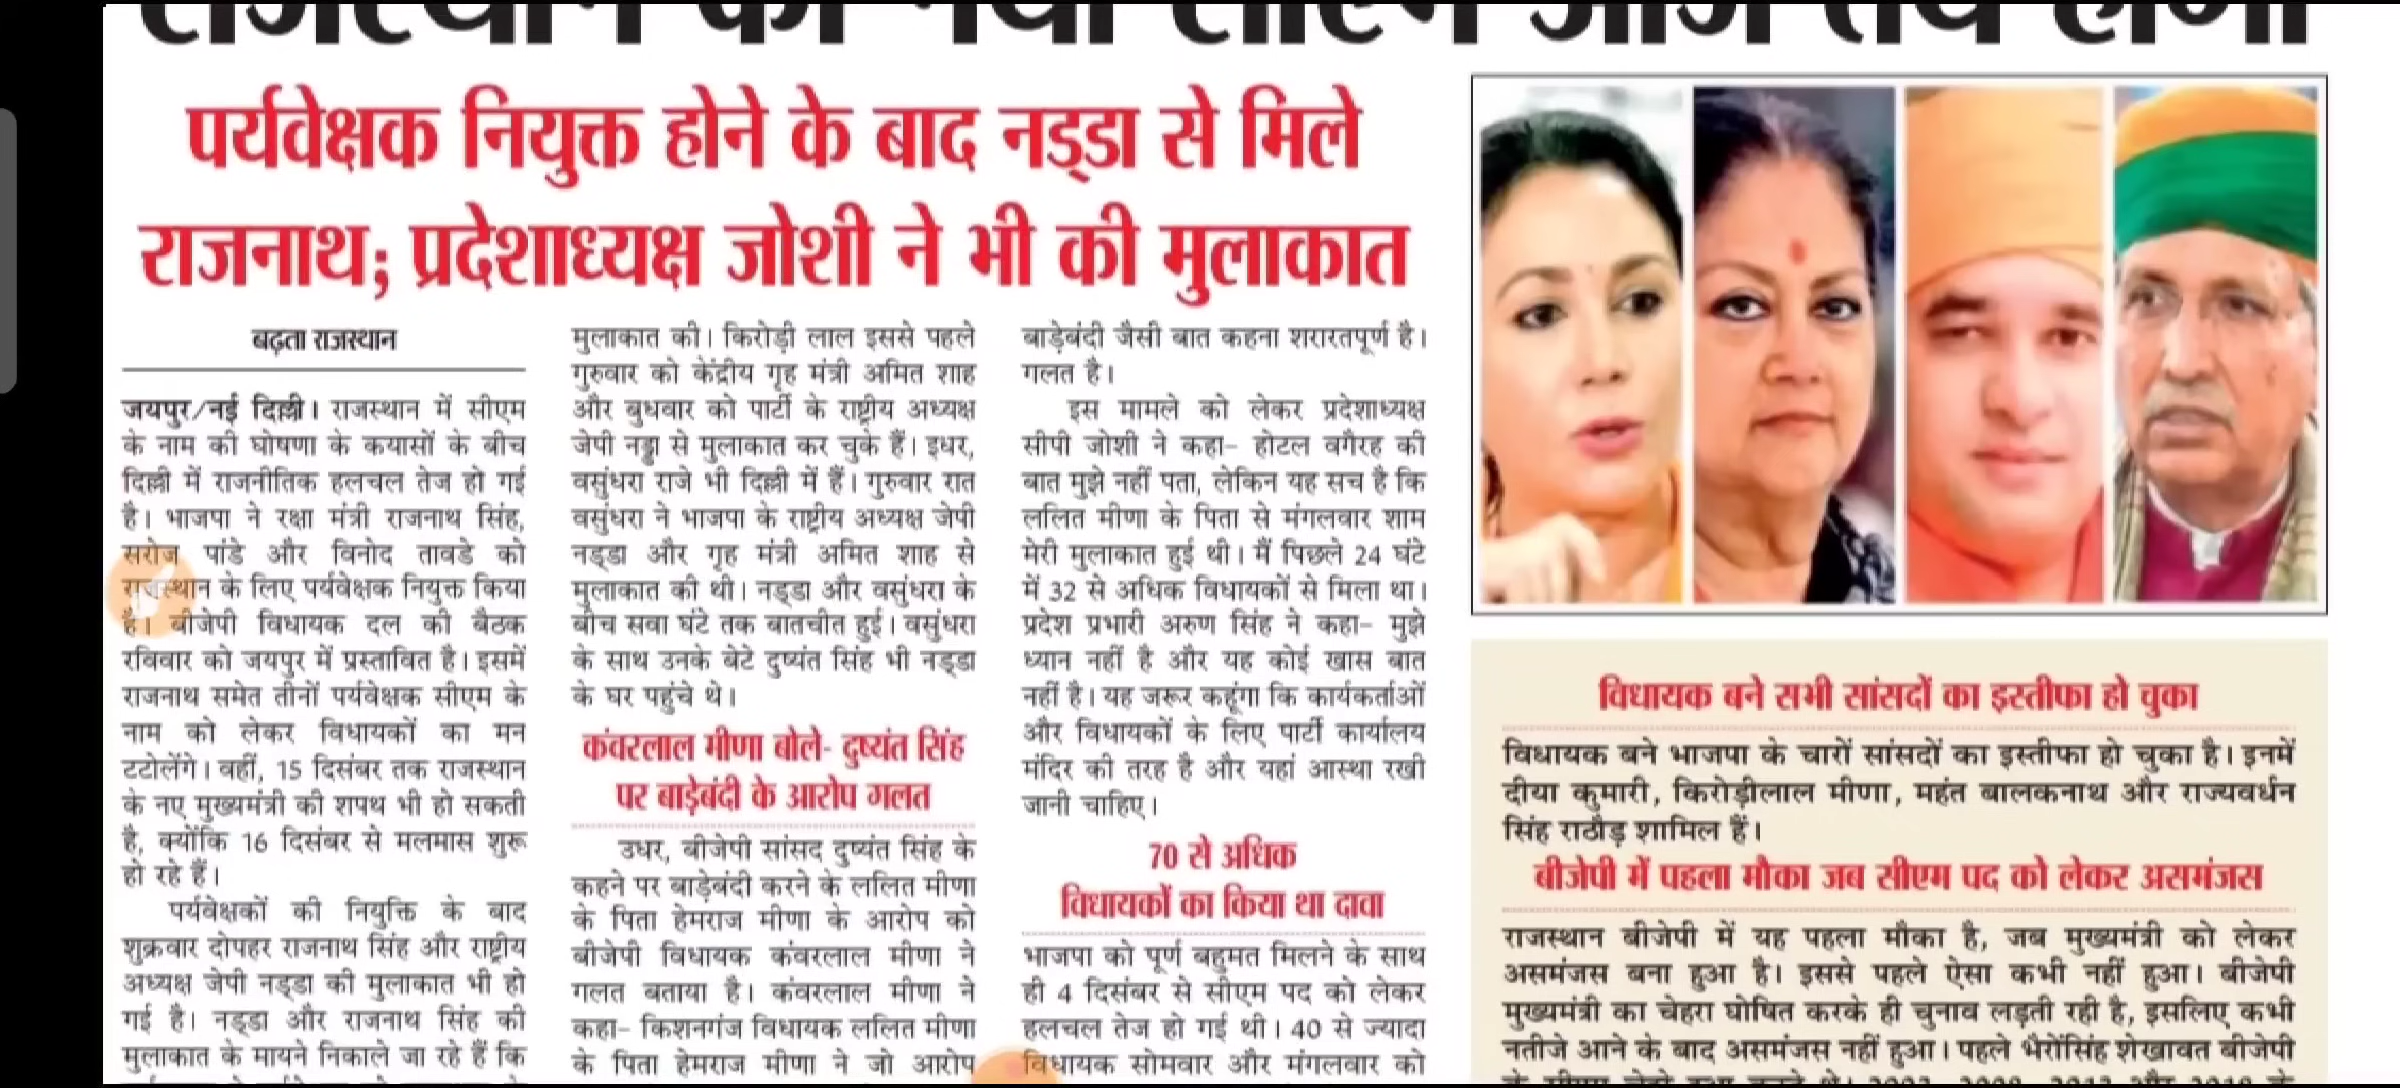 राजस्थान का नया सीएम आज तय होगा
पर्यवेक्षक नियुक्त होने के बाद नड्डा से मिले
राजनाथ; प्रदेशाध्यक्ष जोशी ने भी की मुलाकात
बढ़ता राजस्थान
जयपुर/नई दिल्ली। राजस्थान में सीएम
के नाम की घोषणा के कयासों के बीच
दिल्ली में राजनीतिक हलचल तेज हो गई
है। भाजपा ने रक्षा मंत्री राजनाथ सिंह,
सरोज पांडे और विनोद तावडे को
राजस्थान के लिए पर्यवेक्षक नियुक्त किया
है। बीजेपी विधायक दल की बैठक
रविवार को जयपुर में प्रस्तावित है। इसमें
राजनाथ समेत तीनों पर्यवेक्षक सीएम के
नाम को लेकर विधायकों का मन
टटोलेंगे। वहीं, 15 दिसंबर तक राजस्थान
के नए मुख्यमंत्री की शपथ भी हो सकती
है, क्योंकि 16 दिसंबर से मलमास शुरू
हो रहे हैं।
पर्यवेक्षकों की नियुक्ति के बाद
शुक्रवार दोपहर राजनाथ सिंह और राष्ट्रीय
अध्यक्ष जेपी नड्डा की मुलाकात भी हो
गई है। नड्डा और राजनाथ सिंह की
मुलाकात के मायने निकाले जा रहे हैं कि
मुलाकात की। किरोड़ी लाल इससे पहले
गुरुवार को केंद्रीय गृह मंत्री अमित शाह
और बुधवार को पार्टी के राष्ट्रीय अध्यक्ष
जेपी नड्डा से मुलाकात कर चुके हैं। इधर,
वसुंधरा राजे भी दिल्ली में हैं। गुरुवार रात
वसुंधरा ने भाजपा के राष्ट्रीय अध्यक्ष जेपी
नड्डा और गृह मंत्री अमित शाह से
मुलाकात की थी। नड्डा और वसुंधरा के
बीच सवा घंटे तक बातचीत हुई। वसुंधरा
के साथ उनके बेटे दुष्यंत सिंह भी नड्डा
के घर पहुंचे थे।
कंवरलाल मीणा बोले- दुष्यंत सिंह
पर बाड़ेबंदी के आरोप गलत
उधर, बीजेपी सांसद दुष्यंत सिंह के
कहने पर बाड़ेबंदी करने के ललित मीणा
के पिता हेमराज मीणा के आरोप को
बीजेपी विधायक कंवरलाल मीणा ने
गलत बताया है। कंवरलाल मीणा ने
कहा- किशनगंज विधायक ललित मीणा
के पिता हेमराज मीणा ने जो आरोप
बाड़ेबंदी जैसी बात कहना शरारतपूर्ण है।
गलत है।
इस मामले को लेकर प्रदेशाध्यक्ष
सीपी जोशी ने कहा- होटल वगैरह की
बात मुझे नहीं पता, लेकिन यह सच है कि
ललित मीणा के पिता से मंगलवार शाम
मेरी मुलाकात हुई थी। मैं पिछले 24 घंटे
में 32 से अधिक विधायकों से मिला था।
प्रदेश प्रभारी अरुण सिंह ने कहा- मुझे
ध्यान नहीं है और यह कोई खास बात
नहीं है। यह जरूर कहूंगा कि कार्यकर्ताओं
और विधायकों के लिए पार्टी कार्यालय
मंदिर की तरह है और यहां आस्था रखी
जानी चाहिए।
70 से अधिक
विधायकों का किया था दावा
भाजपा को पूर्ण बहुमत मिलने के साथ
ही 4 दिसंबर से सीएम पद को लेकर
हलचल तेज हो गई थी। 40 से ज्यादा
विधायक सोमवार और मंगलवार को
विधायक बने सभी सांसदों का इस्तीफा हो चुका
विधायक बने भाजपा के चारों सांसदों का इस्तीफा हो चुका है। इनमें
दीया कुमारी, किरोड़ीलाल मीणा, महंत बालकनाथ और राज्यवर्धन
सिंह राठौड़ शामिल हैं।
बीजेपी में पहला मौका जब सीएम पद को लेकर असमंजस
राजस्थान बीजेपी में यह पहला मौका है, जब मुख्यमंत्री को लेकर
असमंजस बना हुआ है। इससे पहले ऐसा कभी नहीं हुआ। बीजेपी
मुख्यमंत्री का चेहरा घोषित करके ही चुनाव लड़ती रही है, इसलिए कभी
नतीजे आने के बाद असमंजस नहीं हुआ। पहले भैरोंसिंह शेखावत बीजेपी